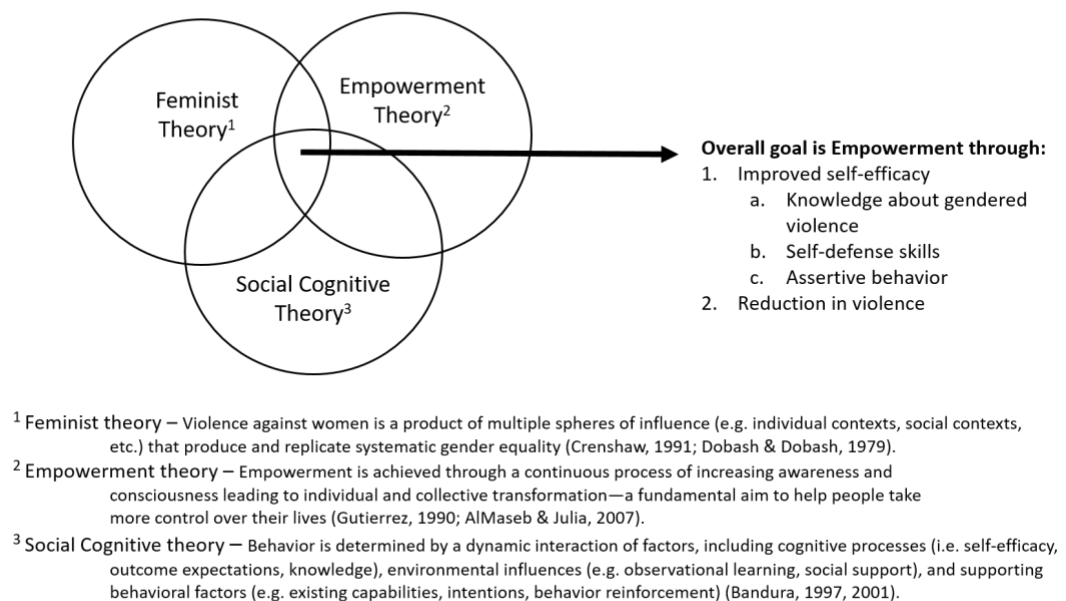 Feminist
Theory¹
Empowerment
Theory²
Social Cognitive
Theory³
Overall goal is Empowerment through:
1. Improved self-efficacy
a. Knowledge about gendered
violence
b. Self-defense skills
c. Assertive behavior
2. Reduction in violence
¹ Feminist theory – Violence against women is a product of multiple spheres of influence (e.g. individual contexts, social contexts,
etc.) that produce and replicate systematic gender equality (Crenshaw, 1991; Dobash & Dobash, 1979).
² Empowerment theory – Empowerment is achieved through a continuous process of increasing awareness and
consciousness leading to individual and collective transformation—a fundamental aim to help people take
more control over their lives (Gutierrez, 1990; AlMaseb & Julia, 2007).
³ Social Cognitive theory – Behavior is determined by a dynamic interaction of factors, including cognitive processes (i.e. self-efficacy,
outcome expectations, knowledge), environmental influences (e.g. observational learning, social support), and supporting
behavioral factors (e.g. existing capabilities, intentions, behavior reinforcement) (Bandura, 1997, 2001).